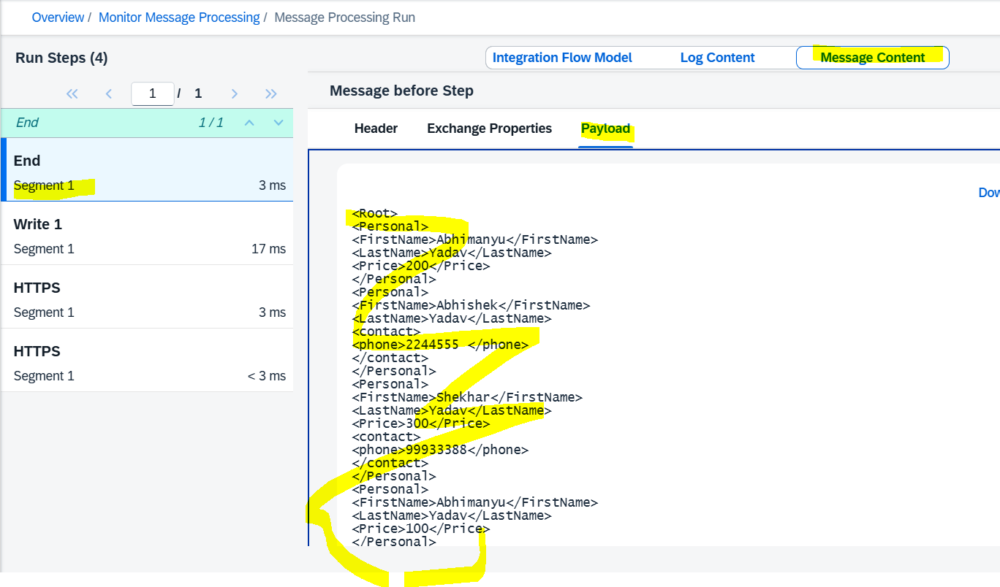 Overview / Monitor Message Processing / Message Processing Run
Run Steps (4)
1 / 1
End 1 / 1
End
Segment 1 3 ms
Write 1
Segment 1 17 ms
HTTPS
Segment 1 3 ms
HTTPS
Segment 1 < 3 ms
Integration Flow Model Log Content Message Content
Message before Step
Header Exchange Properties Payload
<Root>
<Personal>
<FirstName>Abhimanyu</FirstName>
<LastName>Yadav</LastName>
<Price>200</Price>
</Personal>
<Personal>
<FirstName>Abhishek</FirstName>
<LastName>Yadav</LastName>
<contact>
<phone>2244555 </phone>
</contact>
</Personal>
<Personal>
<FirstName>Shekhar</FirstName>
<LastName>Yadav</LastName>
<Price>300</Price>
<contact>
<phone>99933388</phone>
</contact>
</Personal>
<Personal>
<FirstName>Abhimanyu</FirstName>
<LastName>Yadav</LastName>
<Price>100</Price>
</Personal>